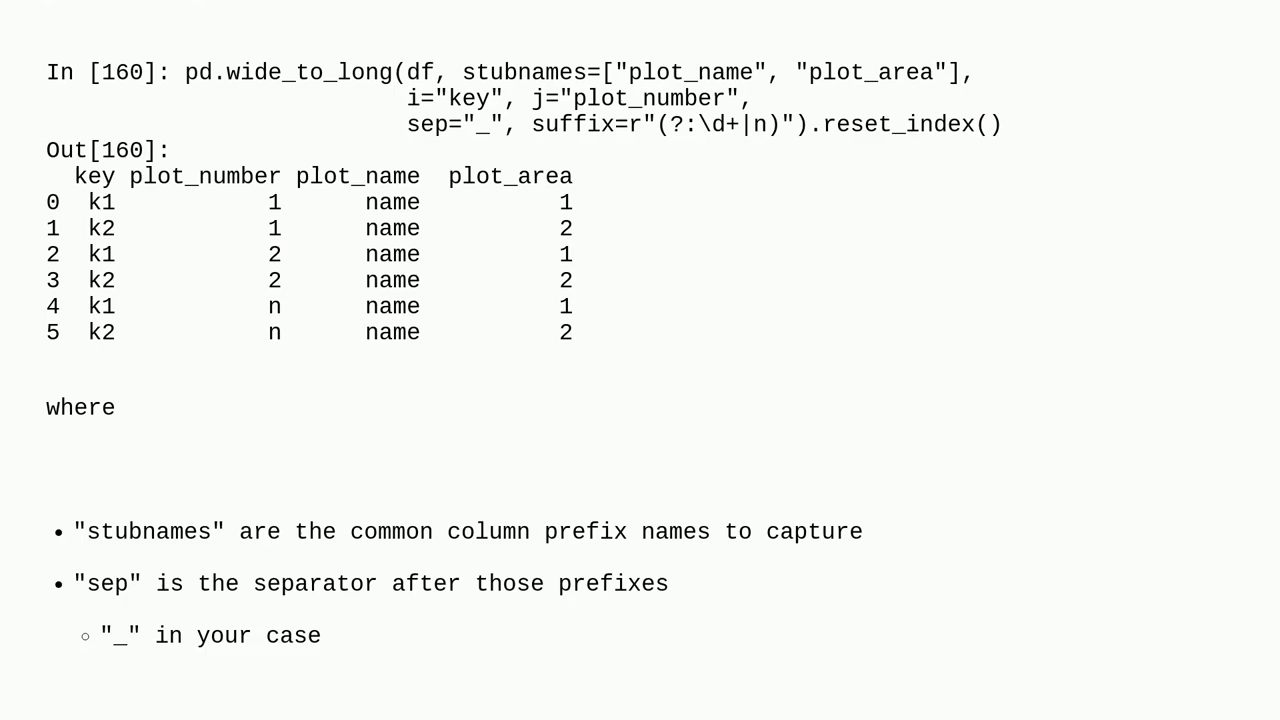 In [160]: pd.wide_to_long(df, stubnames=["plot_name", "plot_area"],
                          i="key", j="plot_number",
                          sep="_", suffix=r"(?:\d+|n)").reset_index()
Out[160]:
  key plot_number plot_name  plot_area
0  k1           1      name          1
1  k2           1      name          2
2  k1           2      name          1
3  k2           2      name          2
4  k1           n      name          1
5  k2           n      name          2
where
• "stubnames" are the common column prefix names to capture
• "sep" is the separator after those prefixes
○ "_" in your case